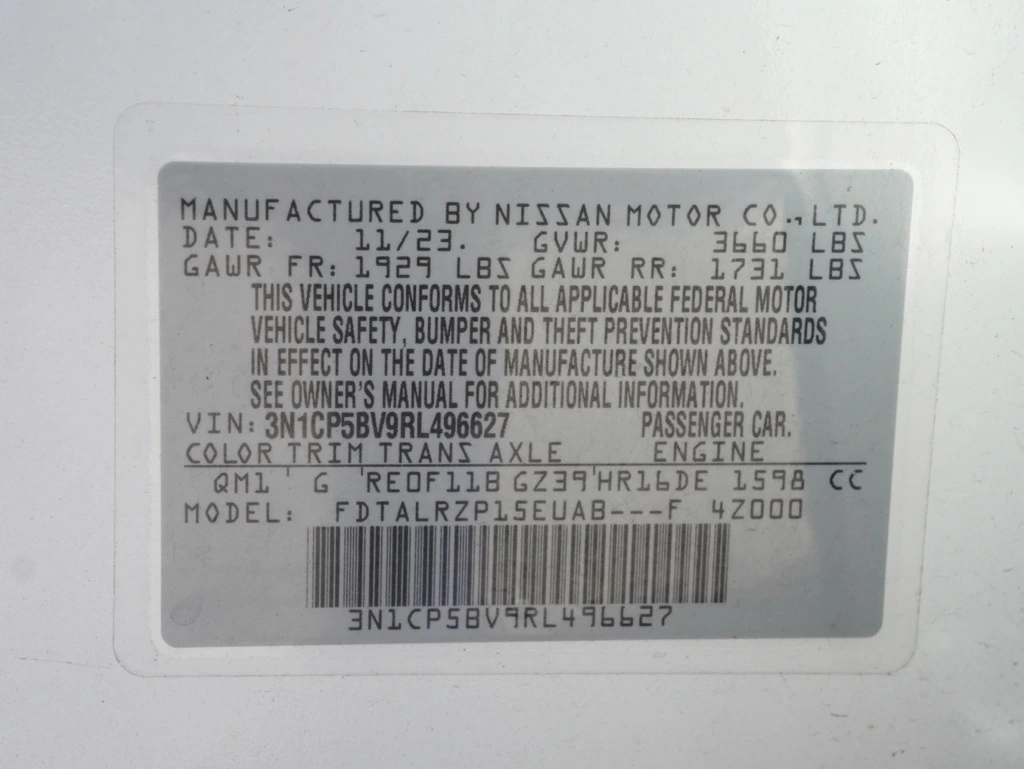 MANUFACTURED BY NISSAN MOTOR CO., LTD.
DATE: 11/23. GVWR: 3660 LBS
GAWR FR: 1929 LBS GAWR RR: 1731 LBS
THIS VEHICLE CONFORMS TO ALL APPLICABLE FEDERAL MOTOR
VEHICLE SAFETY, BUMPER AND THEFT PREVENTION STANDARDS
IN EFFECT ON THE DATE OF MANUFACTURE SHOWN ABOVE.
SEE OWNER'S MANUAL FOR ADDITIONAL INFORMATION.
VIN: 3N1CP5BV9RL496627 PASSENGER CAR.
COLOR TRIM TRANS AXLE ENGINE
QM1 G RE0F11B GZ39 HR16DE 1598 CC
MODEL: FDTALRZP15EUAB---F 4Z000
3N1CP5BV9RL496627